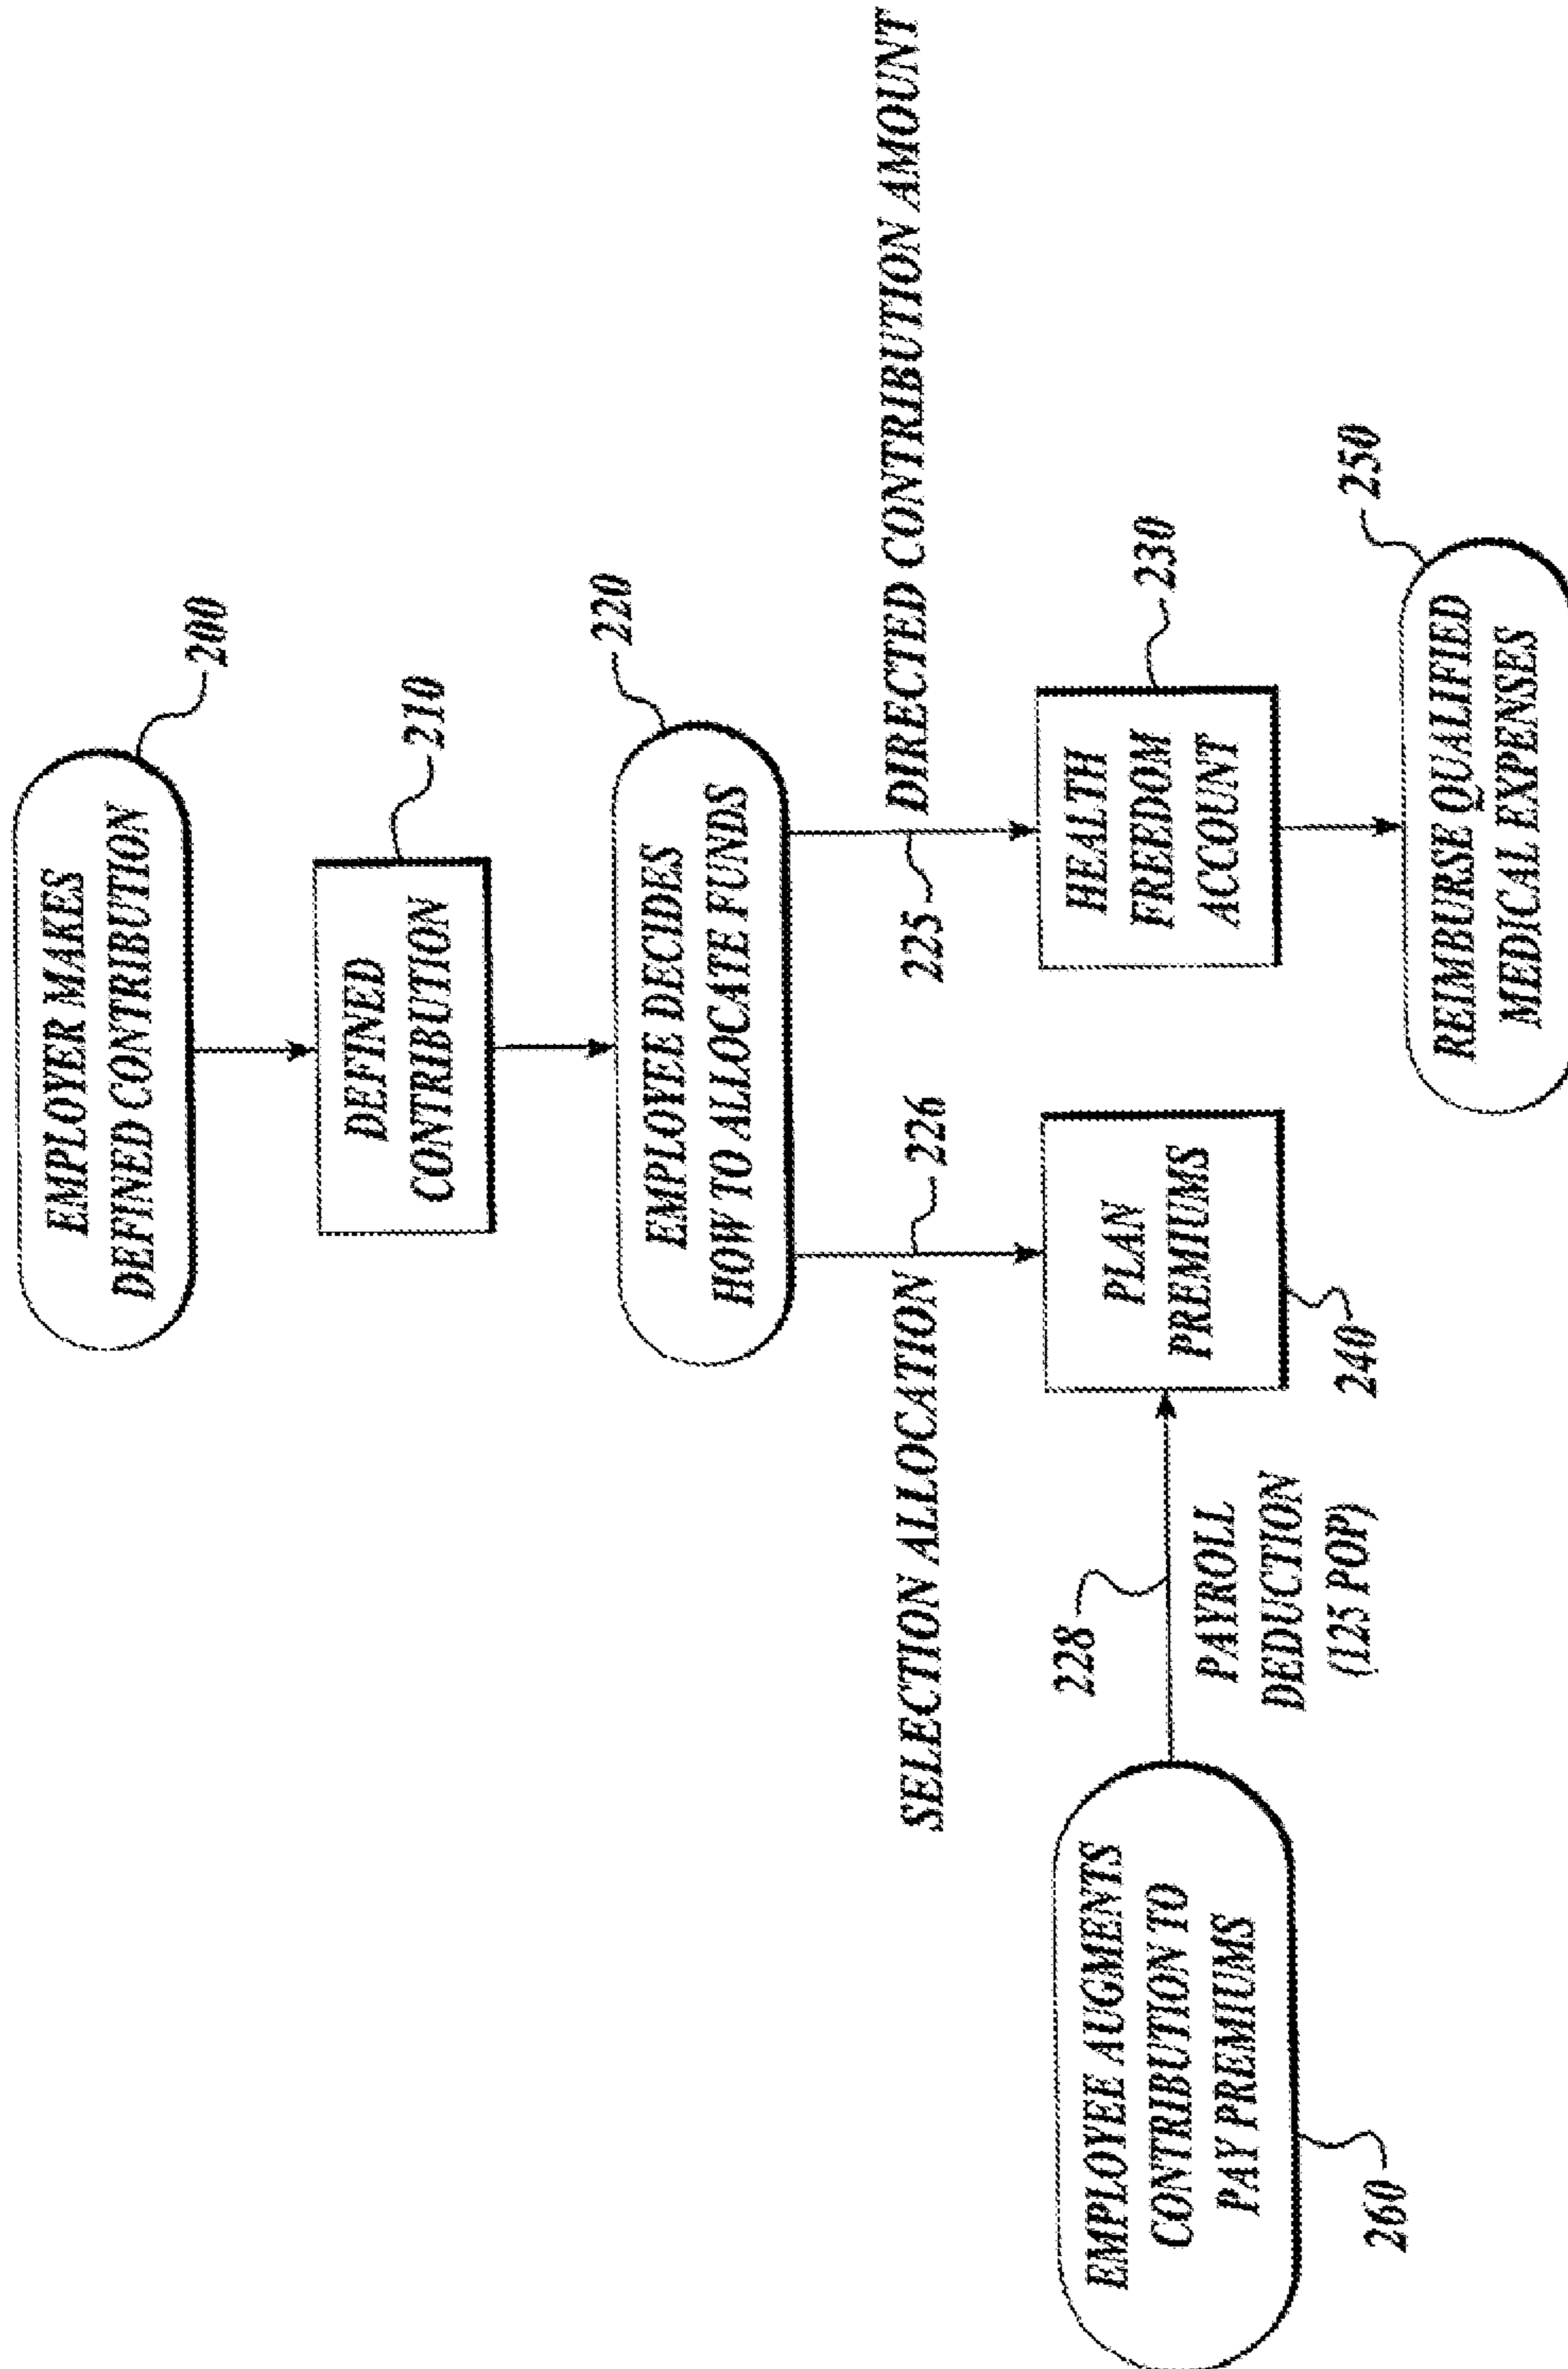 EMPLOYER MAKES
DEFINED CONTRIBUTION
200
DEFINED
CONTRIBUTION
210
EMPLOYEE DECIDES
HOW TO ALLOCATE FUNDS
220
SELECTION ALLOCATION
226
225
DIRECTED CONTRIBUTION AMOUNT
EMPLOYEE AUGMENTS
CONTRIBUTION TO
PAY PREMIUMS
260
228
PAYROLL
DEDUCTION
(125 POP)
PLAN
PREMIUMS
240
HEALTH
FREEDOM
ACCOUNT
230
REIMBURSE QUALIFIED
MEDICAL EXPENSES
250